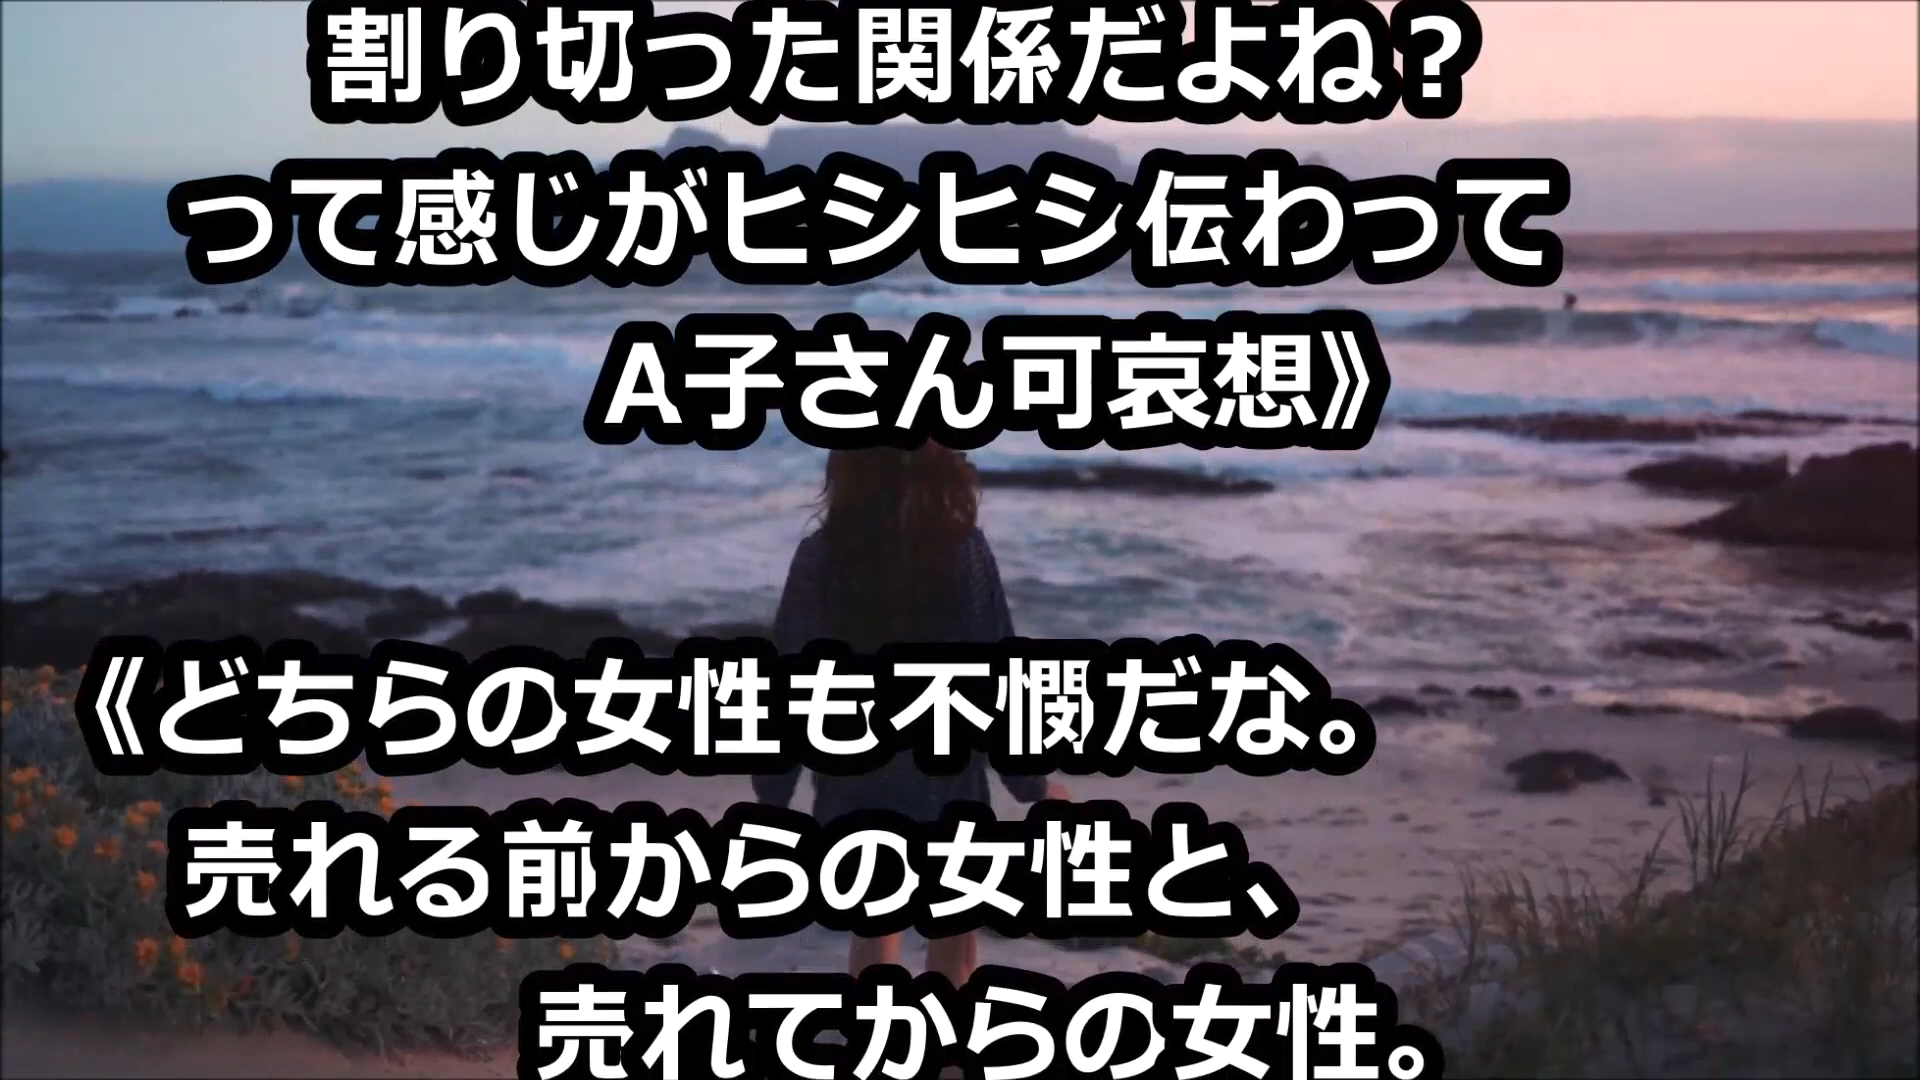 割り切った関係だよね？
って感じがヒシヒシ伝わって
A子さん可哀想》
《どちらの女性も不憫だな。
売れる前からの女性と、
売れてからの女性。